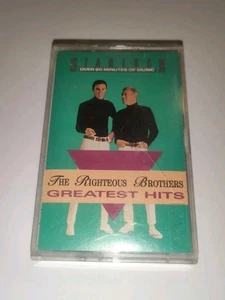 OVER 60 MINUTES OF MUSIC
THE RIGHTEOUS BROTHERS
GREATEST HITS